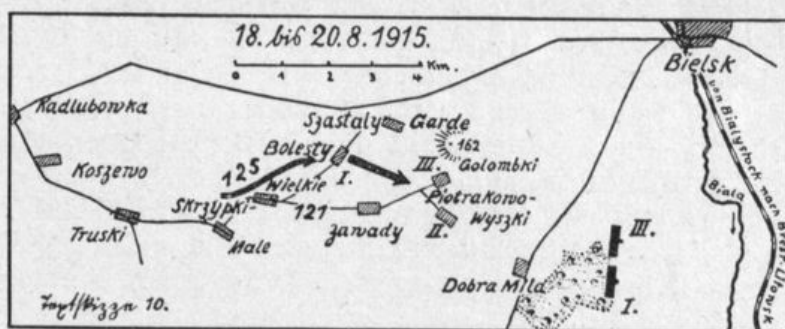 18. bis 20.8.1915.
0 1 2 3 4 Km.
Bielsk
Kadlubowka
Sjastaly
Garde
Bolesty
162
Koszewo
125
I.
III.
Golombki
Wielkie
Piotrakowo-
Wyszki
Skrzypki
121
Zawady
II.
Truski
Male
Biala
von Bialystock nach Brest-Litowsk
III.
Dobra Mila
I.
Textskizze 10.